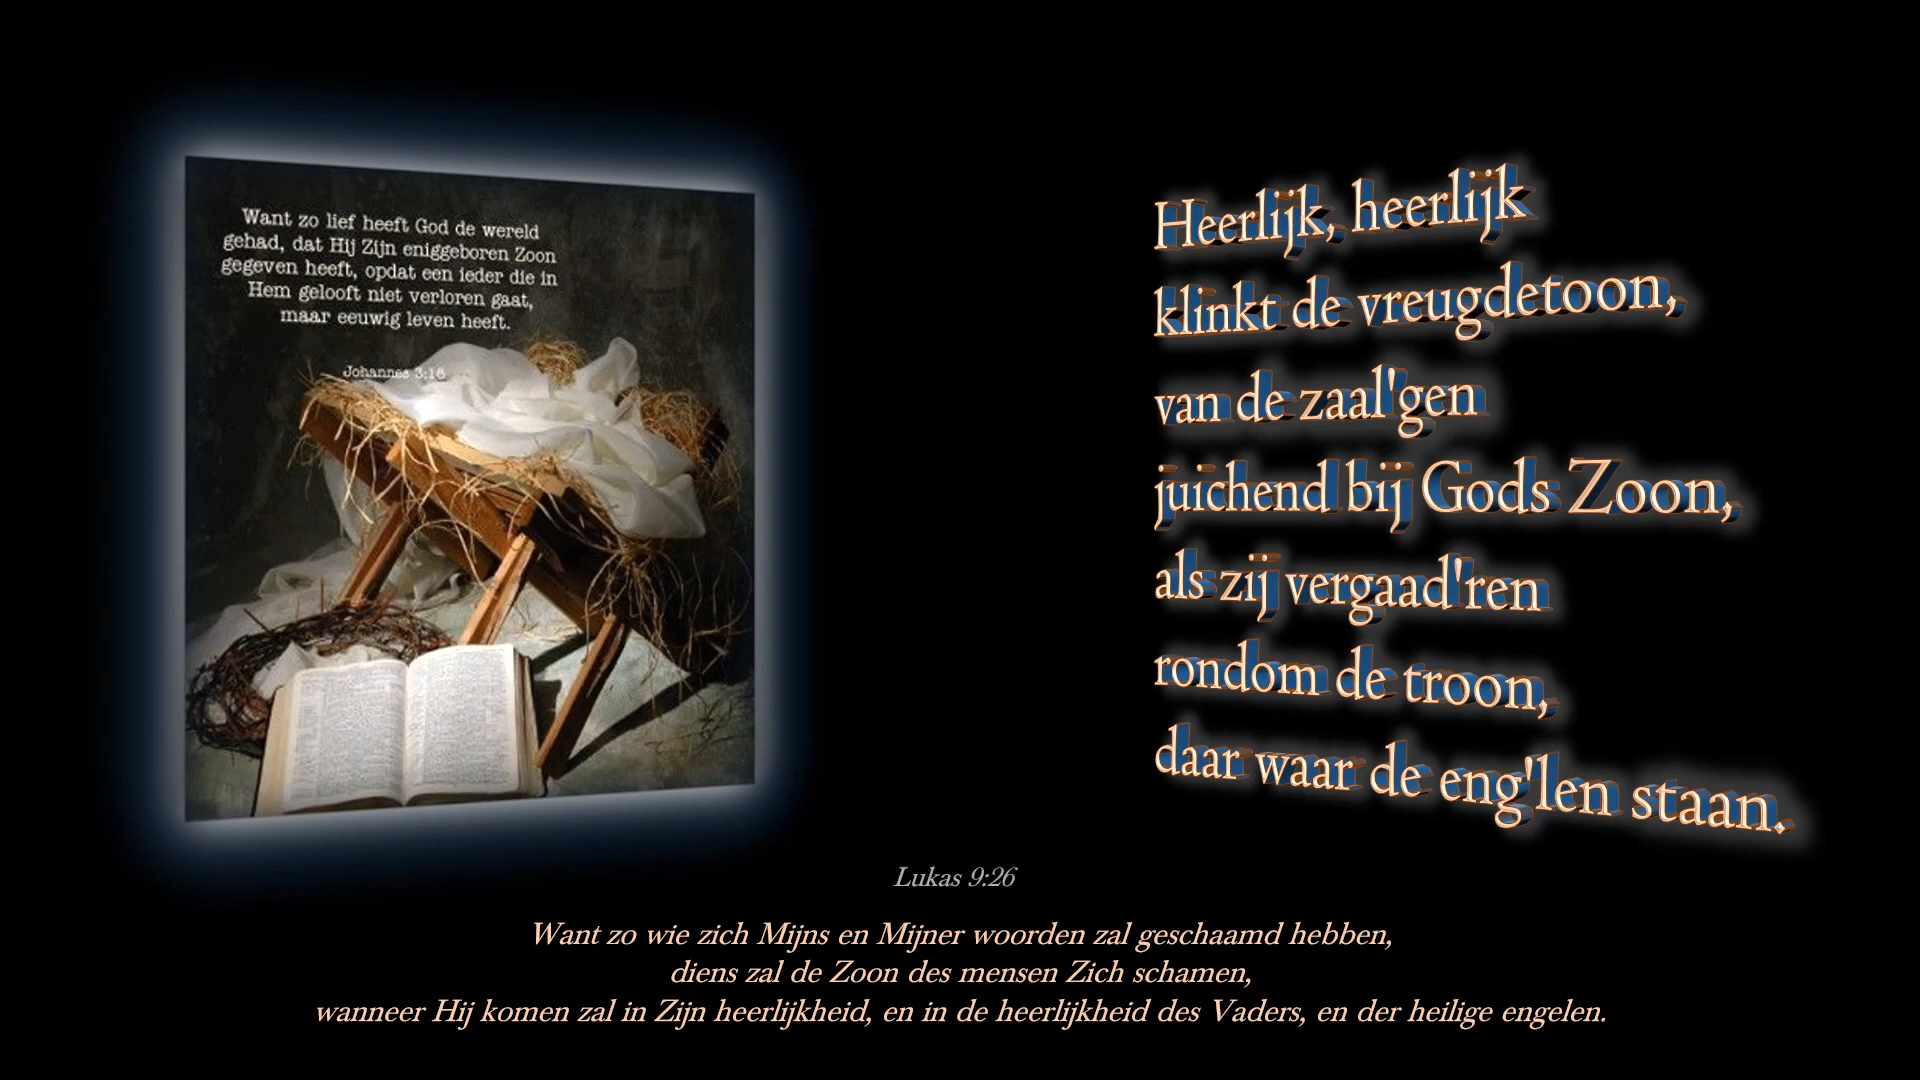 Want zo lief heeft God de wereld
gehad, dat Hij Zijn eniggeboren Zoon
gegeven heeft, opdat een ieder die in
Hem gelooft niet verloren gaat,
maar eeuwig leven heeft.
Johannes 3:16
Heerlijk, heerlijk
klinkt de vreugdetoon,
van de zaal'gen
juichend bij Gods Zoon,
als zij vergaad'ren
rondom de troon,
daar waar de eng'len staan.
Lukas 9:26
Want zo wie zich Mijns en Mijner woorden zal geschaamd hebben,
diens zal de Zoon des mensen Zich schamen,
wanneer Hij komen zal in Zijn heerlijkheid, en in de heerlijkheid des Vaders, en der heilige engelen.